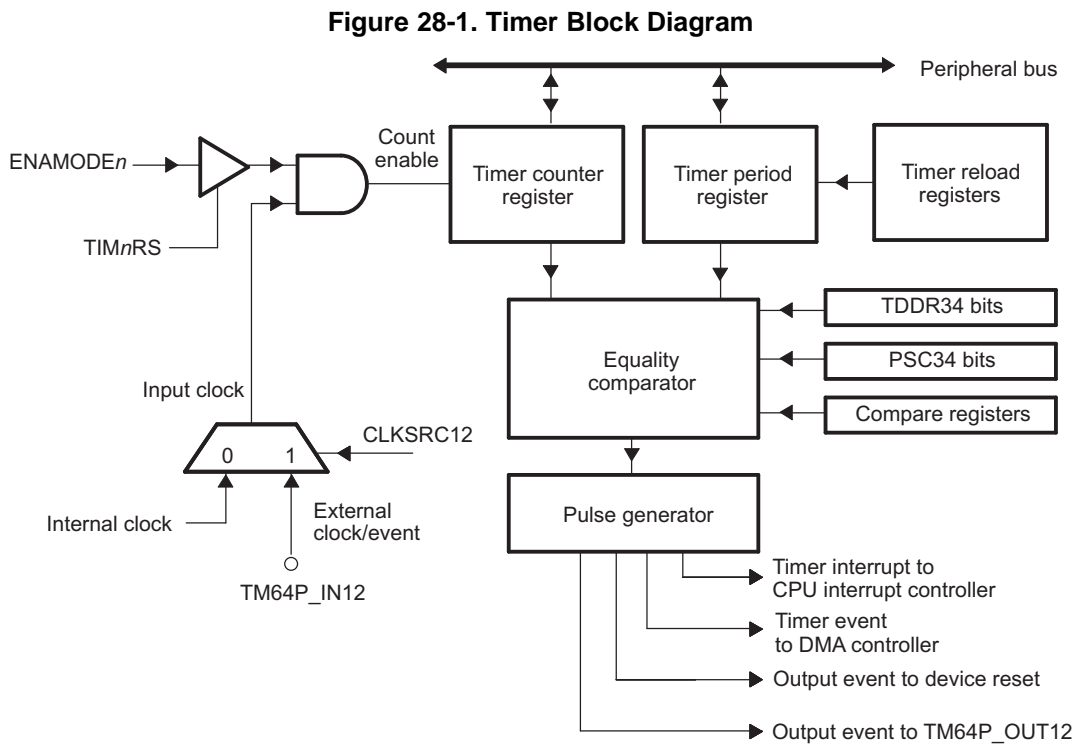 Figure 28-1. Timer Block Diagram
Peripheral bus
ENAMODEn
Count
enable
Timer counter
register
Timer period
register
Timer reload
registers
TIMnRS
TDDR34 bits
Equality
comparator
PSC34 bits
Input clock
Compare registers
CLKSRC12
0 1
Internal clock
External
clock/event
Pulse generator
TM64P_IN12
Timer interrupt to
CPU interrupt controller
Timer event
to DMA controller
Output event to device reset
Output event to TM64P_OUT12